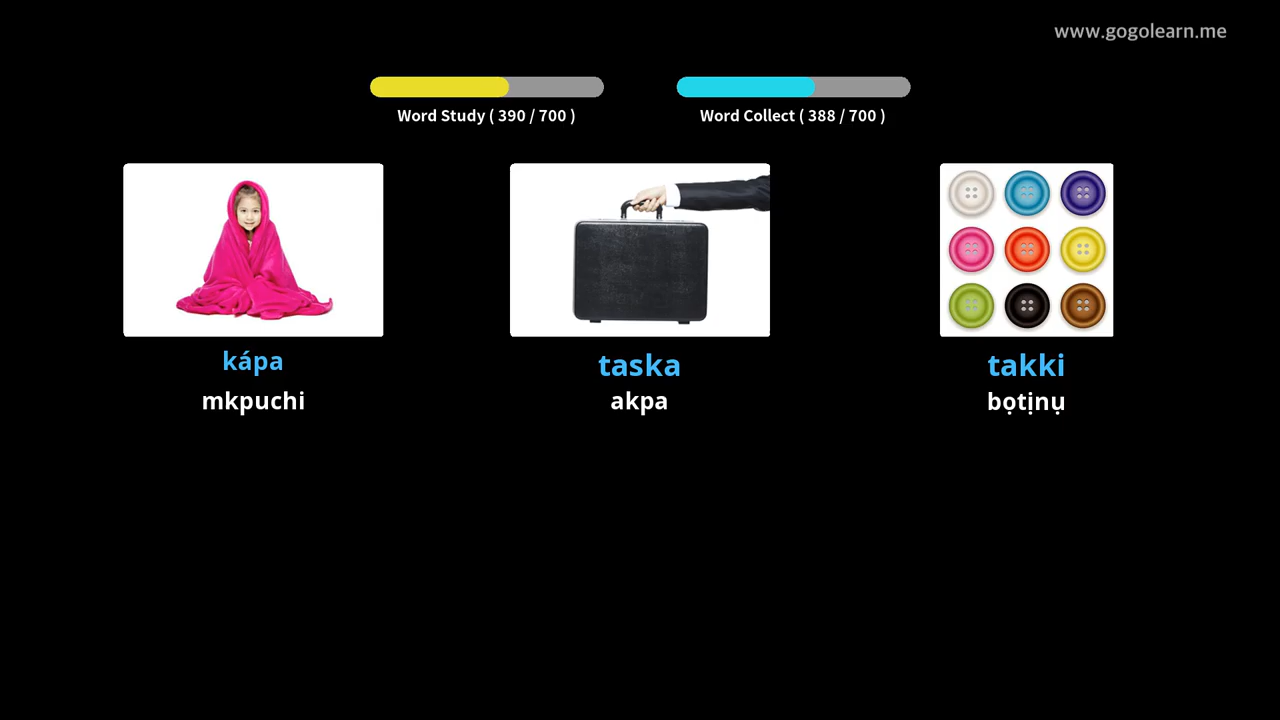 www.gogolearn.me
Word Study ( 390 / 700 )
Word Collect ( 388 / 700 )
kápa
taska
takki
mkpuchi
akpa
bọtịnụ